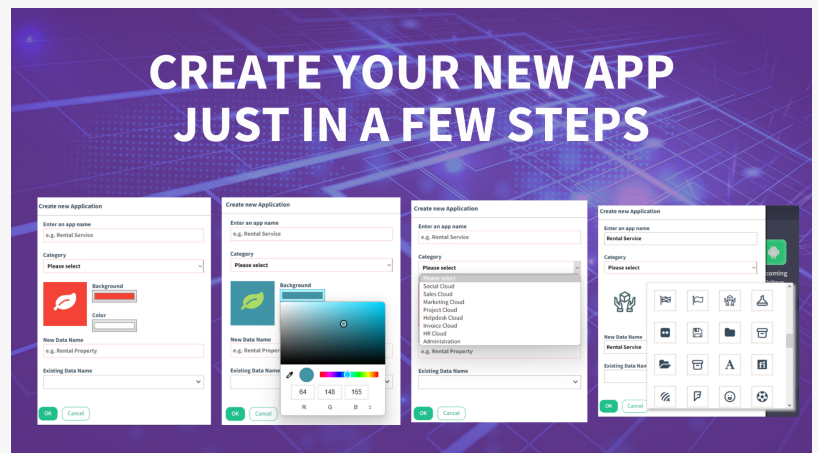 CREATE YOUR NEW APP
JUST IN A FEW STEPS
Create new Application
Enter an app name
e.g. Rental Service
Category
Please select
Background
Color
New Data Name
e.g. Rental Property
Existing Data Name
OK
Cancel
Create new Application
Enter an app name
e.g. Rental Service
Category
Please select
Background
New Data Name
e.g. Rental Proper
Existing Data Name
64 148 165
R G B
OK
Cancel
Create new Application
Enter an app name
e.g. Rental Service
Category
Please select
Please select
Social Cloud
Sales Cloud
Marketing Cloud
Project Cloud
Helpdesk Cloud
Invoice Cloud
HR Cloud
Administration
e.g. Rental Property
Existing Data Name
OK
Cancel
Create new Application
Enter an app name
Rental Service
Category
Please select
New Data Name
Rental Service
Existing Data Nam
OK
Cancel
coming